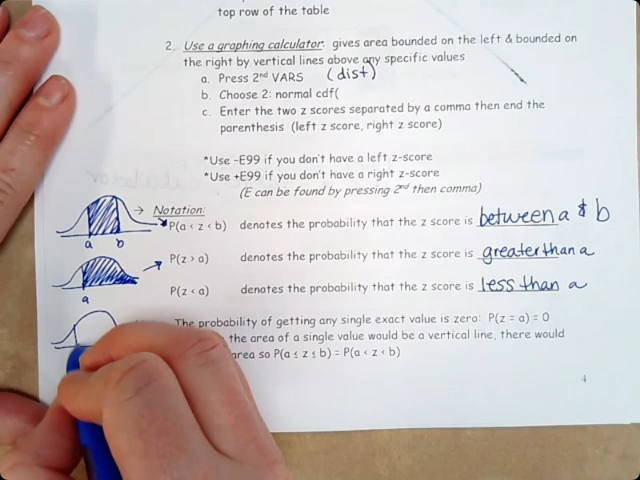 top row of the table
2. Use a graphing calculator: gives area bounded on the left & bounded on
the right by vertical lines above any specific values
a. Press 2nd VARS (dist)
b. Choose 2: normal cdf(
c. Enter the two z scores separated by a comma then end the
parenthesis (left z score, right z score)
*Use -E99 if you don't have a left z-score
*Use +E99 if you don't have a right z-score
(E can be found by pressing 2nd then comma)
Notation:
P(a < z < b) denotes the probability that the z score is between a & b
a b
P(z > a) denotes the probability that the z score is greater than a
a
P(z < a) denotes the probability that the z score is less than a
The probability of getting any single exact value is zero: P(z = a) = 0
the area of a single value would be a vertical line, there would
area so P(a ≤ z ≤ b) = P(a < z < b)
4